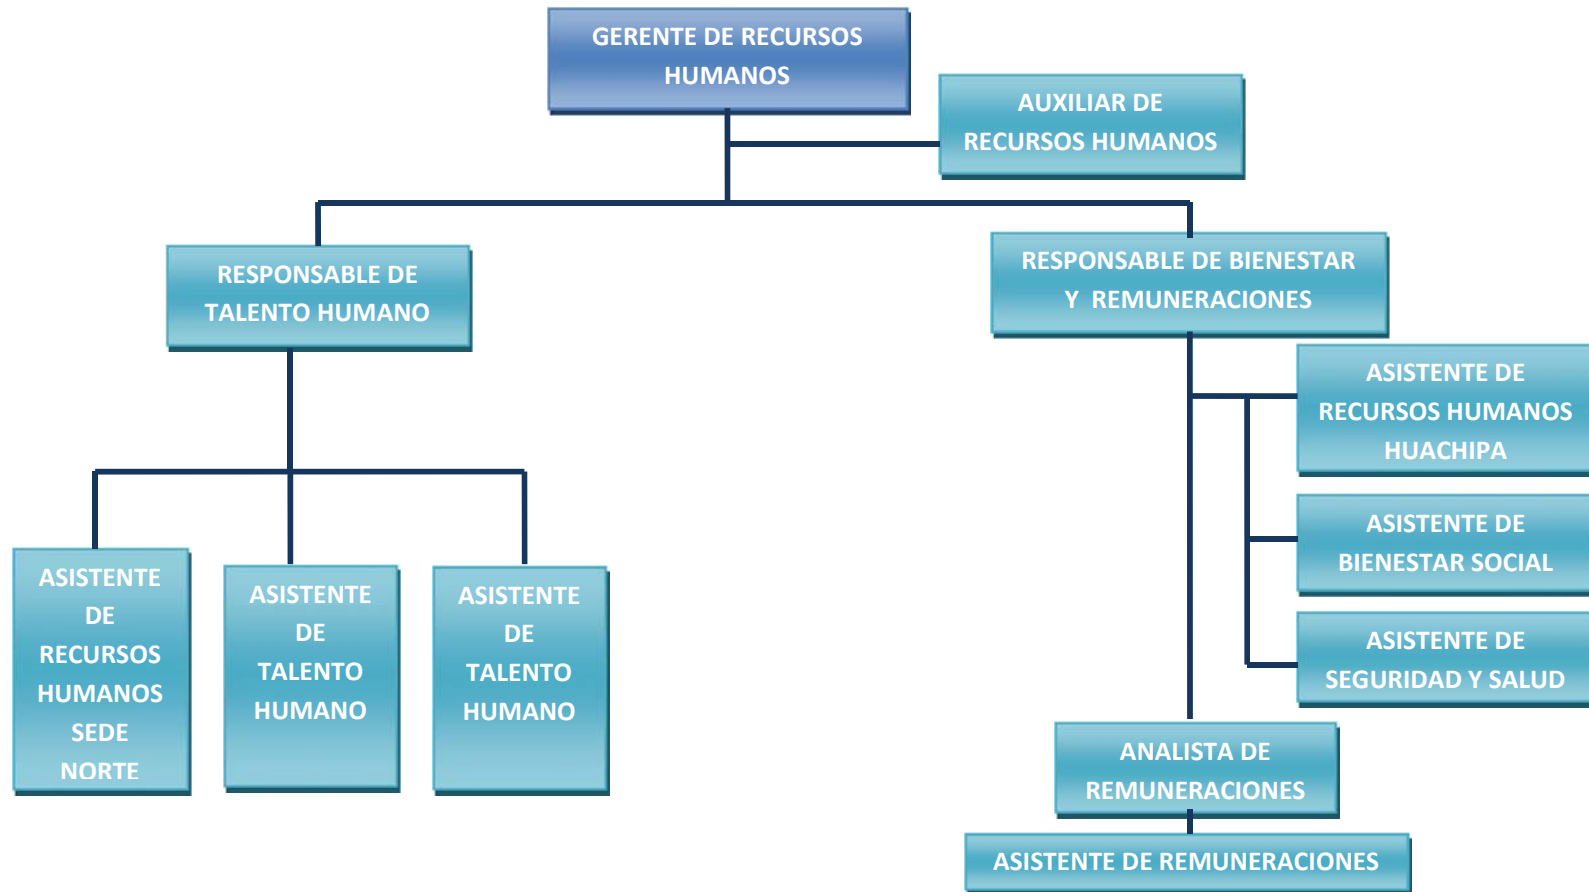 GERENTE DE RECURSOS
HUMANOS
AUXILIAR DE
RECURSOS HUMANOS
RESPONSABLE DE
TALENTO HUMANO
RESPONSABLE DE BIENESTAR
Y REMUNERACIONES
ASISTENTE DE
RECURSOS HUMANOS
HUACHIPA
ASISTENTE DE
BIENESTAR SOCIAL
ASISTENTE DE
SEGURIDAD Y SALUD
ASISTENTE
DE
RECURSOS
HUMANOS
SEDE
NORTE
ASISTENTE
DE
TALENTO
HUMANO
ASISTENTE
DE
TALENTO
HUMANO
ANALISTA DE
REMUNERACIONES
ASISTENTE DE REMUNERACIONES